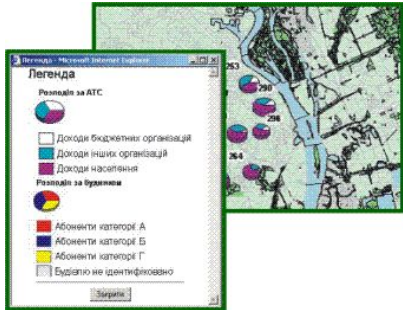 Легенда - Microsoft Internet Explorer
Легенда
Розподіл за АТС
Доходи бюджетних організацій
Доходи інших організацій
Доходи населення
Розподіл за будинком
Абоненти категорії А
Абоненти категорії Б
Абоненти категорії Г
Будівлю не ідентифіковано
Закрити
263
290
296
264